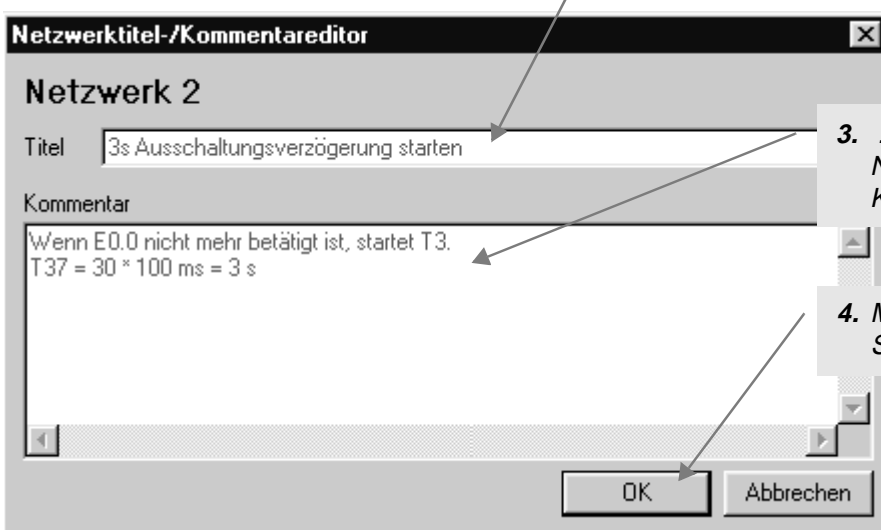 Netzwerktitel-/Kommentareditor
Netzwerk 2
Titel
3s Ausschaltungsverzögerung starten
3.
N
K
Kommentar
Wenn E0.0 nicht mehr betätigt ist, startet T3.
T37 = 30 * 100 ms = 3 s
4. M
S
OK
Abbrechen